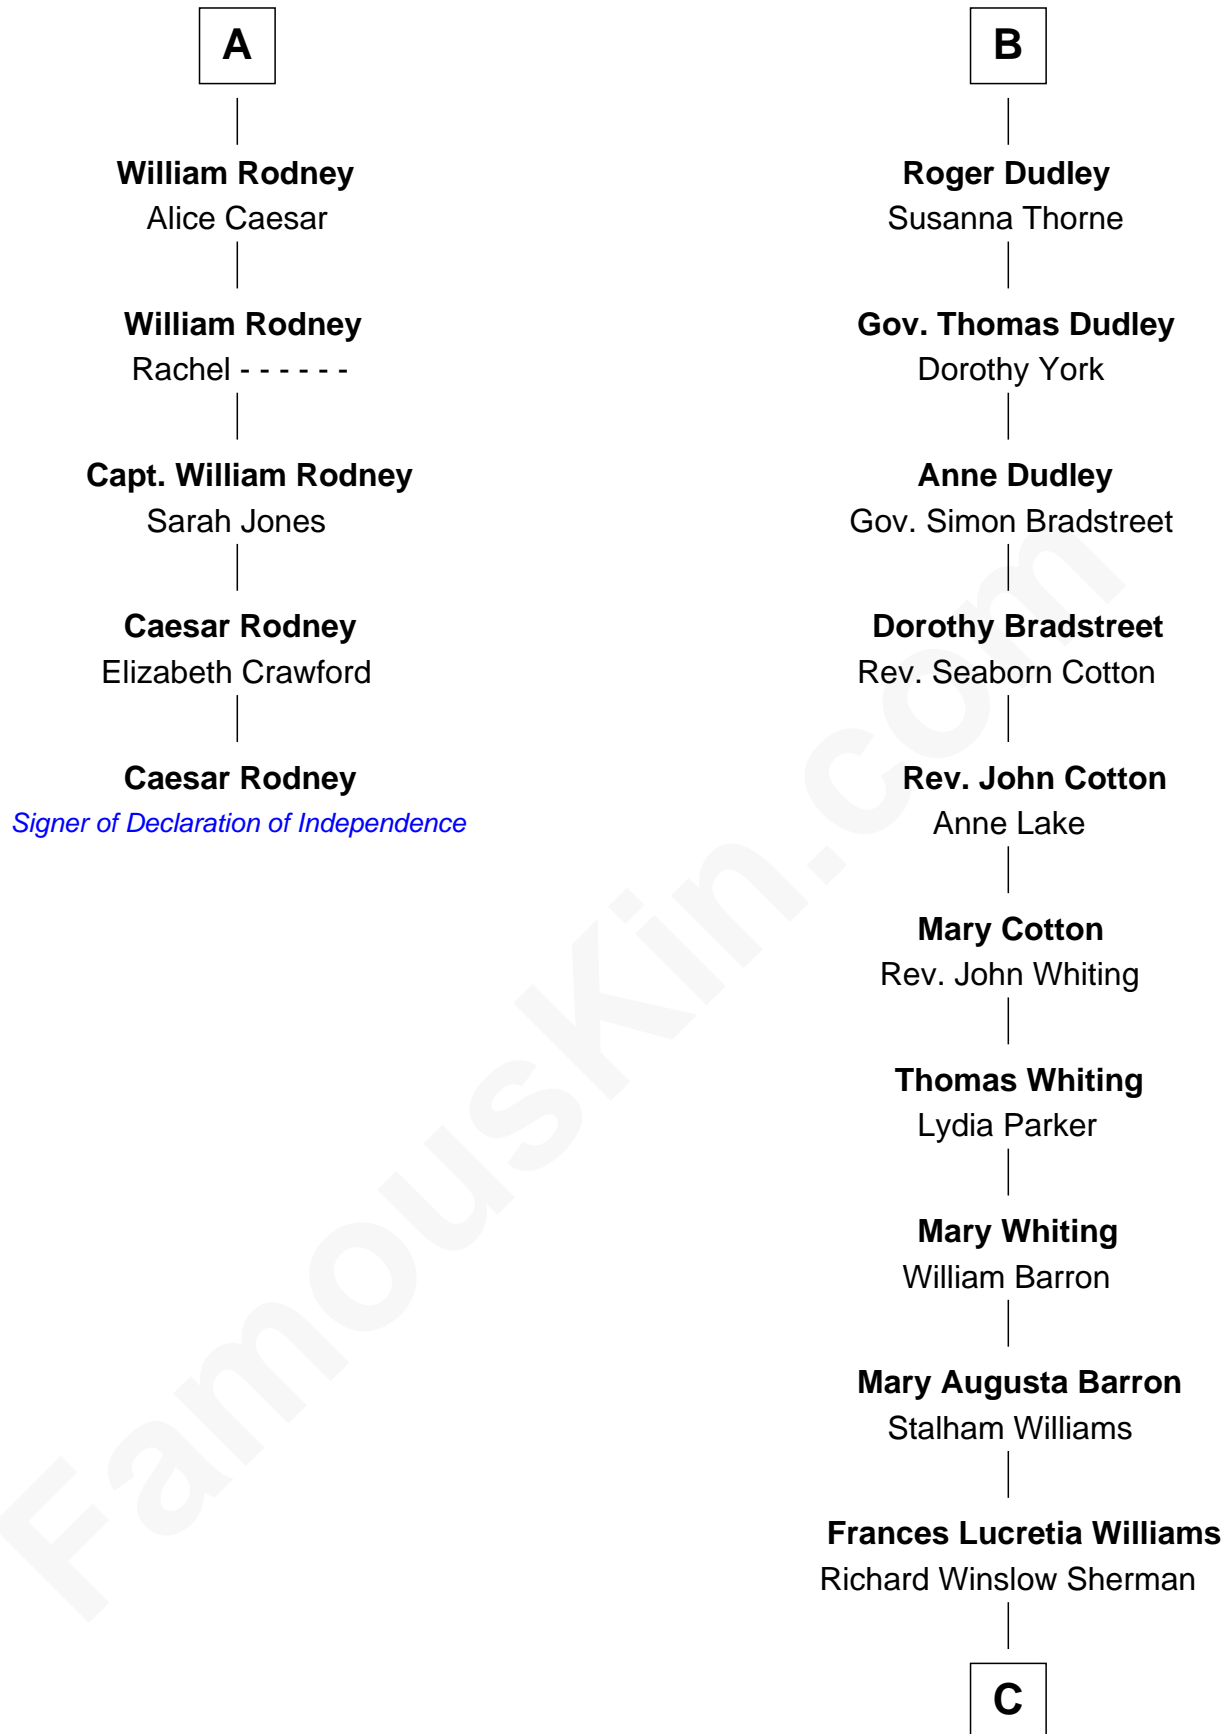 A
William Rodney
Alice Caesar
William Rodney
Rachel - - - - - -
Capt. William Rodney
Sarah Jones
Caesar Rodney
Elizabeth Crawford
Caesar Rodney
Signer of Declaration of Independence
B
Roger Dudley
Susanna Thorne
Gov. Thomas Dudley
Dorothy York
Anne Dudley
Gov. Simon Bradstreet
Dorothy Bradstreet
Rev. Seaborn Cotton
Rev. John Cotton
Anne Lake
Mary Cotton
Rev. John Whiting
Thomas Whiting
Lydia Parker
Mary Whiting
William Barron
Mary Augusta Barron
Stalham Williams
Frances Lucretia Williams
Richard Winslow Sherman
C
FamousKin.com